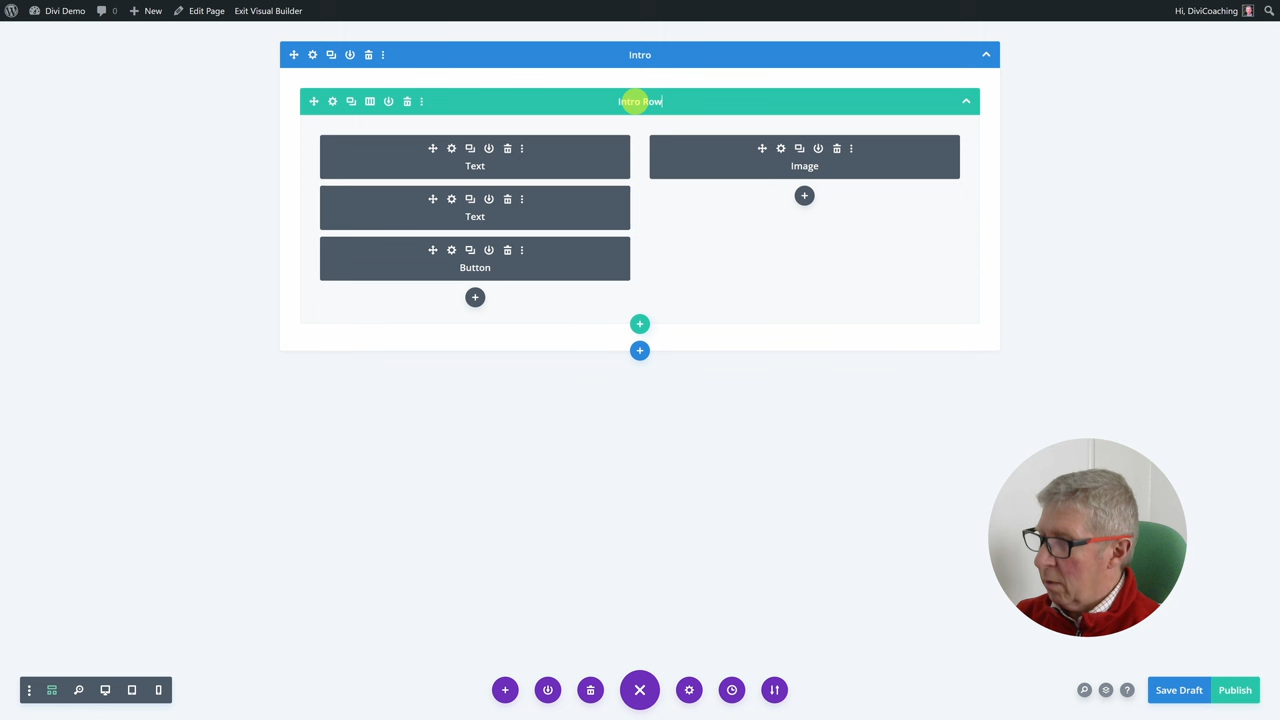 Divi Demo
0
New
Edit Page
Exit Visual Builder
Hi, DiviCoaching
Intro
Intro Row
Text
Image
Text
Button
?
Save Draft
Publish